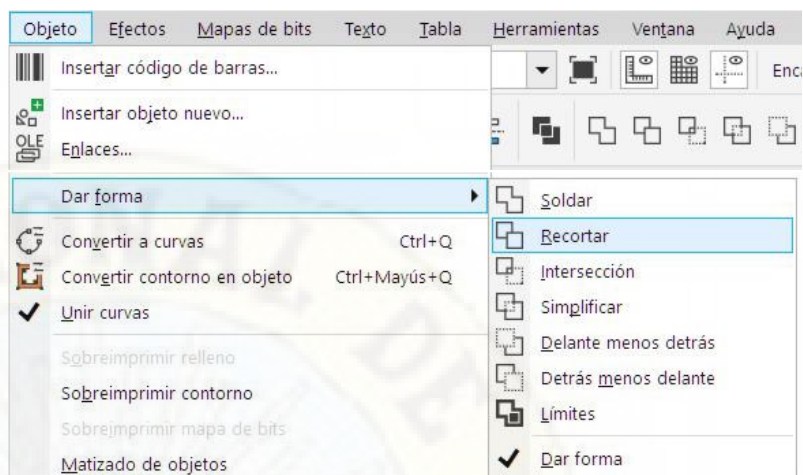 Objeto Efectos Mapas de bits Texto Tabla Herramientas Ventana Ayuda
Insertar código de barras...
Enca
Insertar objeto nuevo...
OLE Enlaces...
Dar forma
Soldar
Convertir a curvas Ctrl+Q
Recortar
Convertir contorno en objeto Ctrl+Mayús+Q
Intersección
Unir curvas
Simplificar
Sobreimprimir relleno
Delante menos detrás
Sobreimprimir contorno
Detrás menos delante
Sobreimprimir mapa de bits
Límites
Matizado de objetos
Dar forma